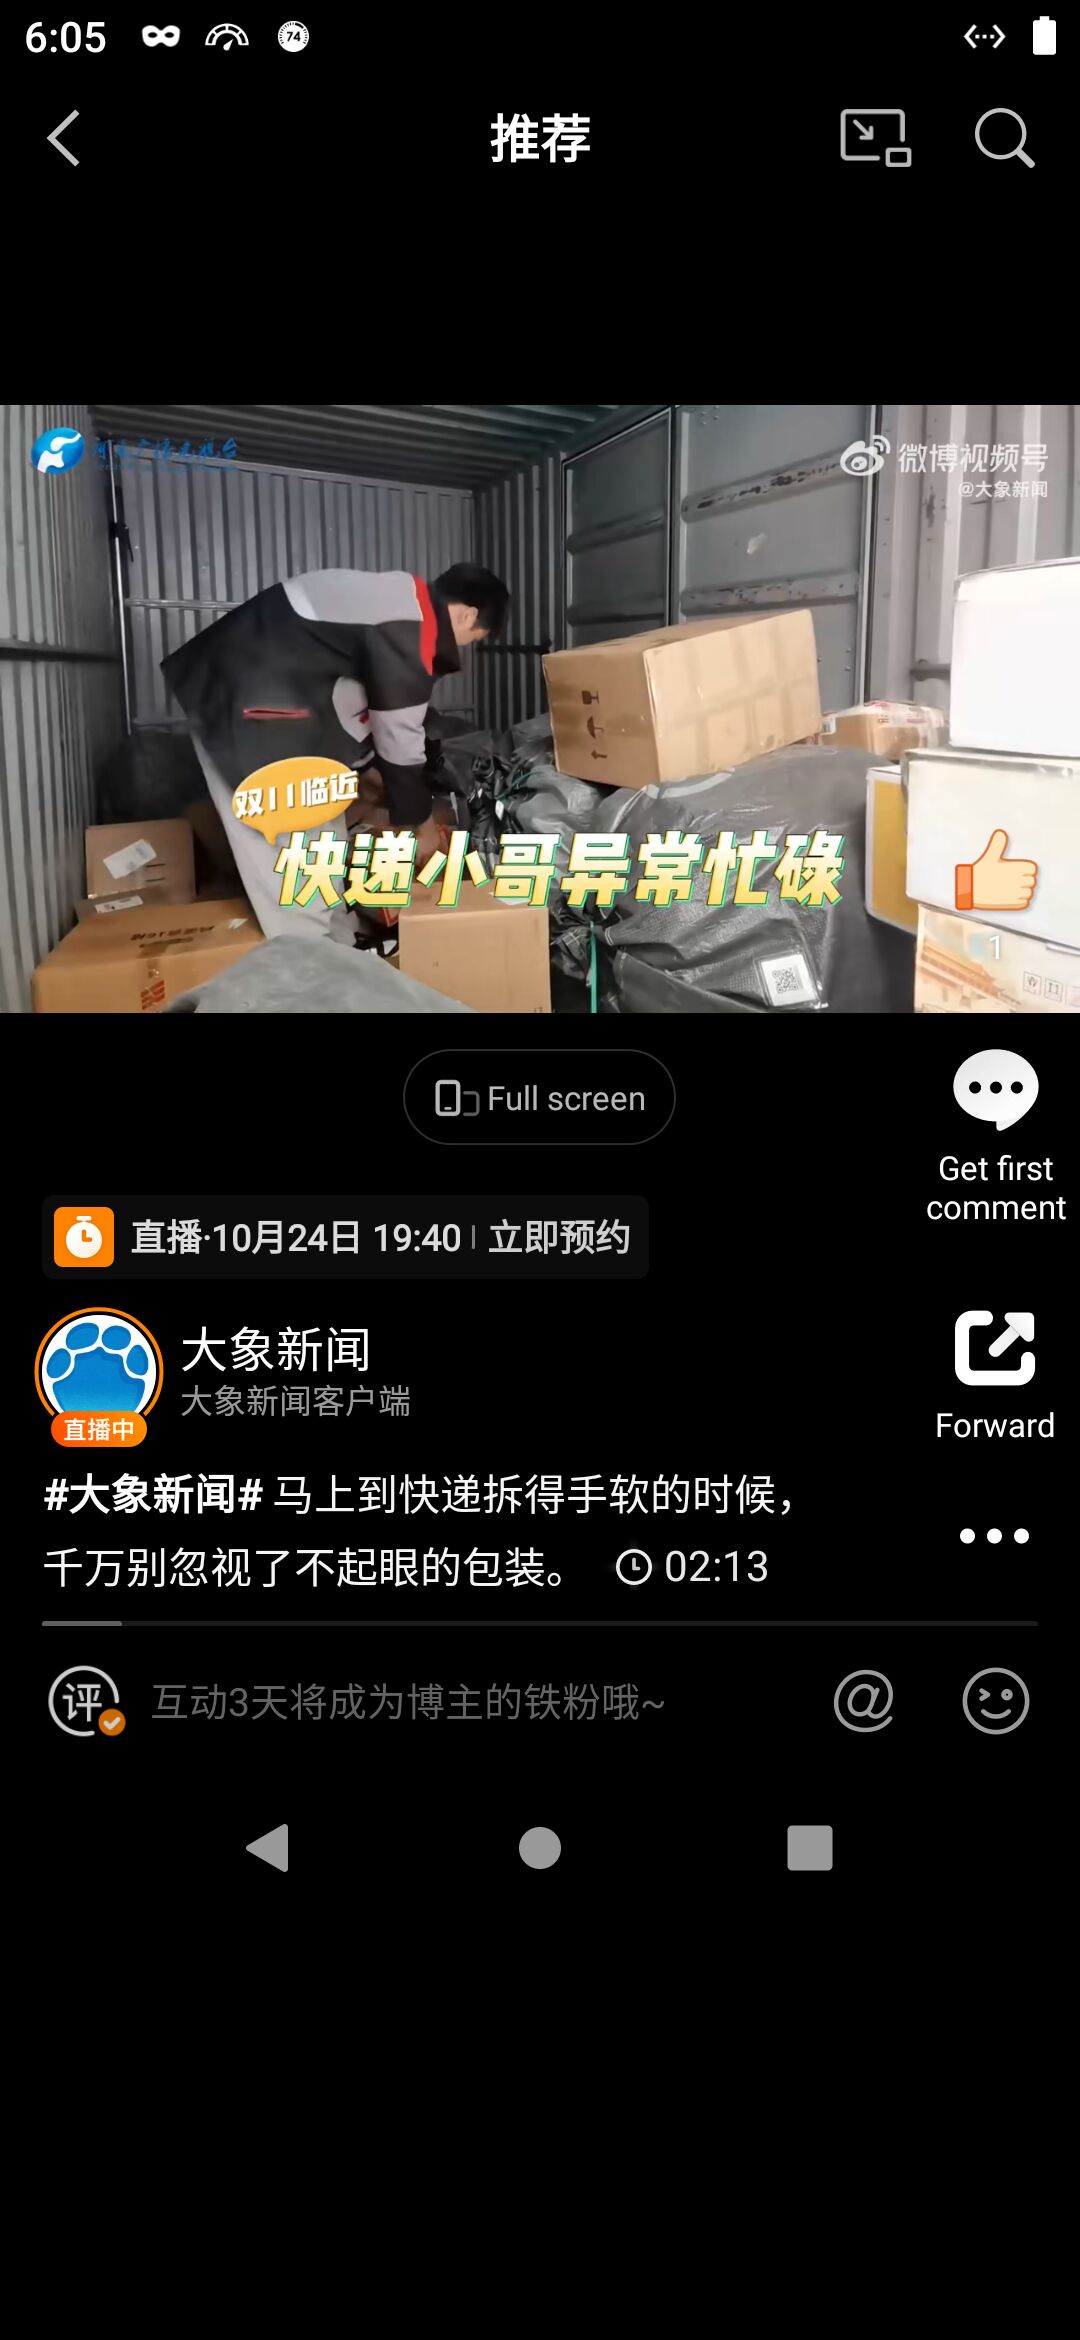 6:05
74
推荐
河南广播电视台
微博视频号
@大象新闻
双11临近
快递小哥异常忙碌
1
Full screen
Get first
comment
直播·10月24日 19:40 | 立即预约
大象新闻
大象新闻客户端
直播中
Forward
#大象新闻# 马上到快递拆得手软的时候，
千万别忽视了不起眼的包装。 02:13
评 互动3天将成为博主的铁粉哦~ @